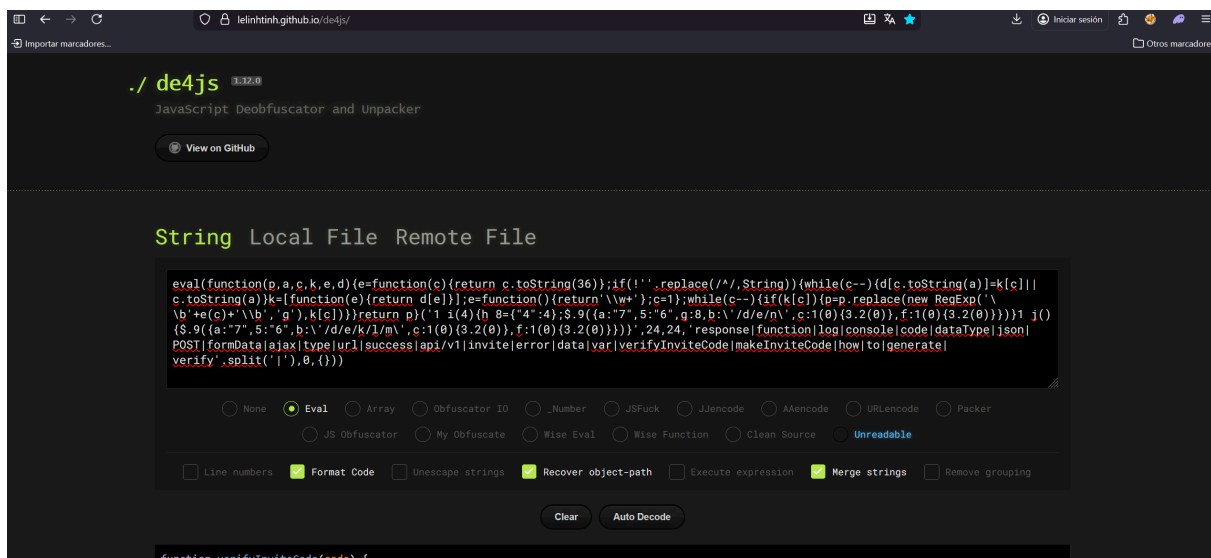 lelinhtinh.github.io/de4js/
Iniciar sesión
Importar marcadores...
Otros marcadores
./ de4js 1.12.0
JavaScript Deobfuscator and Unpacker
View on GitHub
String Local File Remote File
eval(function(p,a,c,k,e,d){e=function(c){return c.toString(36)};if(!''.replace(/^/,String)){while(c--){d[c.toString(a)]=k[c]||
c.toString(a)}k=[function(e){return d[e]}];e=function(){return'\\w+'};c=1};while(c--){if(k[c]){p=p.replace(new RegExp('\
\b'+e(c)+'\\b','g'),k[c])}}return p}('1 i(4){h 8={"4":4};$.9({a:"7",5:"6",g:8,b:\'/d/e/n\',c:1(0){3.2(0)},f:1(0){3.2(0)}})}1 j()
{$.9({a:"7",5:"6",b:\'/d/e/k/l/m\',c:1(0){3.2(0)},f:1(0){3.2(0)}})}',24,24,'response|function|log|console|code|dataType|json|
POST|formData|ajax|type|url|success|api/v1|invite|error|data|var|verifyInviteCode|makeInviteCode|how|to|generate|
verify'.split('|'),0,{}))
None Eval Array Obfuscator IO _Number JSFuck JJencode AAencode URLencode Packer
JS Obfuscator My Obfuscate Wise Eval Wise Function Clean Source Unreadable
Line numbers Format Code Unescape strings Recover object-path Execute expression Merge strings Remove grouping
Clear Auto Decode
function verifyInviteCode(code) {